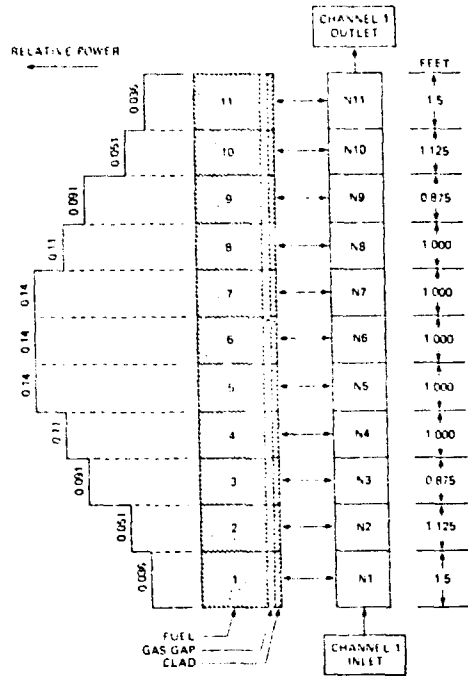 CHANNEL 1
OUTLET
RELATIVE POWER
FEET
0.036 11 N11 1.5
0.051 10 N10 1.125
0.091 9 N9 0.875
0.11 8 N8 1.000
0.14 7 N7 1.000
0.14 6 N6 1.000
0.14 5 N5 1.000
0.11 4 N4 1.000
0.091 3 N3 0.875
0.051 2 N2 1.125
0.036 1 N1 1.5
FUEL
GAS GAP
CLAD
CHANNEL 1
INLET